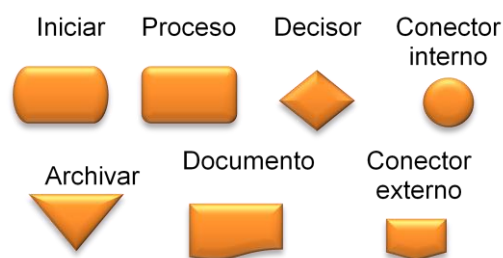 Iniciar
Proceso
Decisor
Conector
interno
Archivar
Documento
Conector
externo